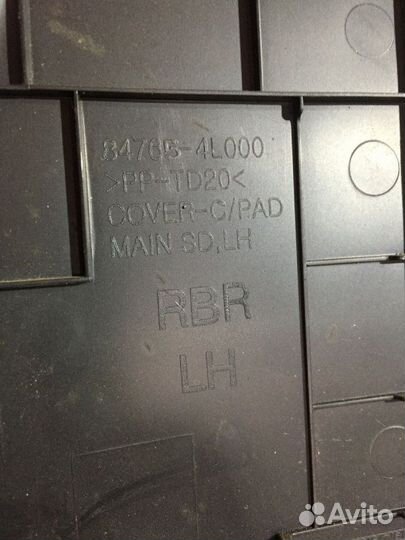 84765-4L000
>PP-TD20<
COVER-C/PAD
MAIN SD,LH
RBR
LH
Avito